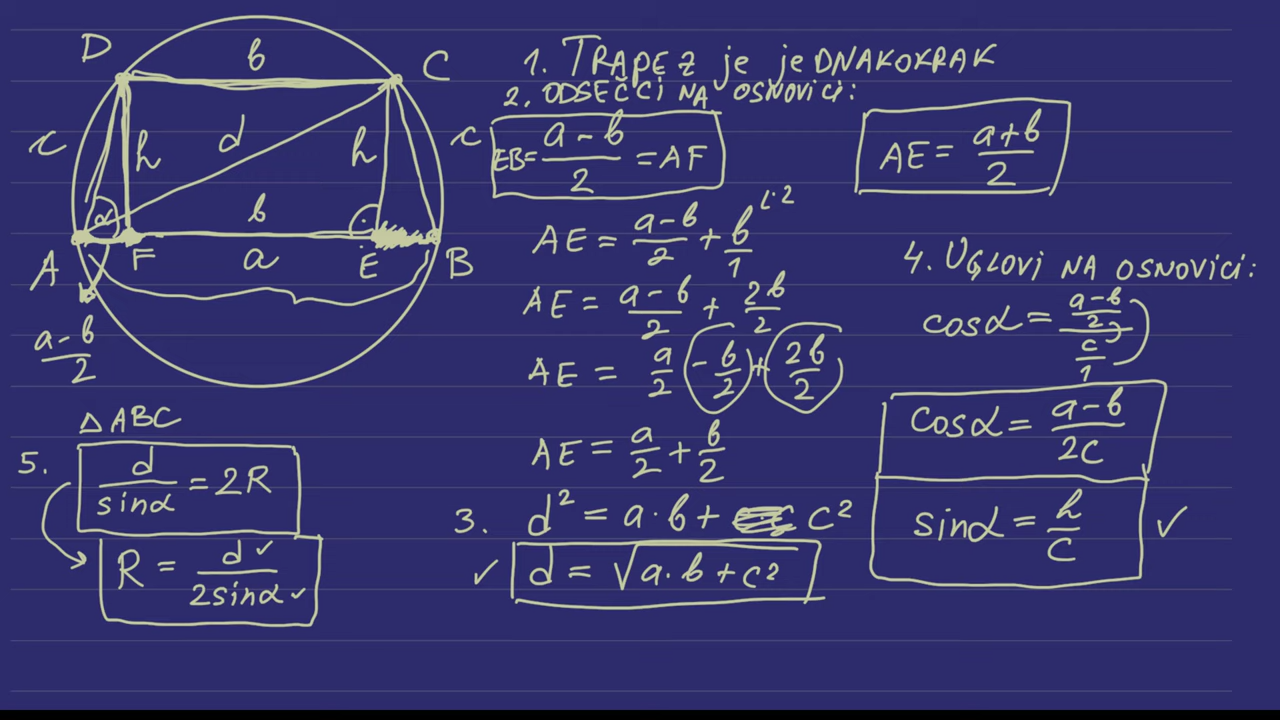 D
b
C
c
h
d
h
c
α
b
A
F
a
E
B
a-b
2
1. TRAPEZ je jeDNAKOKRAK
2. ODSEČCI NA OSNOVICI:
EB = a-b/2 = AF
AE = a+b/2
AE = a-b/2 + b/1 (·2
AE = a-b/2 + 2b/2
AE = a/2 (-b/2) + (2b/2)
AE = a/2 + b/2
3. d² = a·b + c²
✓ d = √a·b + c²
4. UGLOVI NA OSNOVICI:
cosα = a-b/2 / c/1
cosα = a-b/2c
sinα = h/c ✓
△ABC
5. d/sinα = 2R
R = d✓/2sinα✓